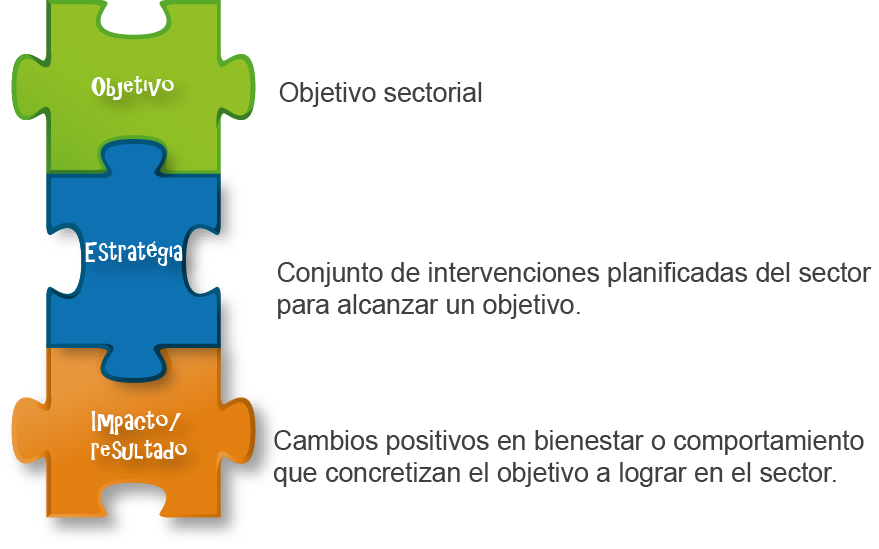 Objetivo
Objetivo sectorial
Estratégia
Conjunto de intervenciones planificadas del sector
para alcanzar un objetivo.
Impacto/
resultado
Cambios positivos en bienestar o comportamiento
que concretizan el objetivo a lograr en el sector.